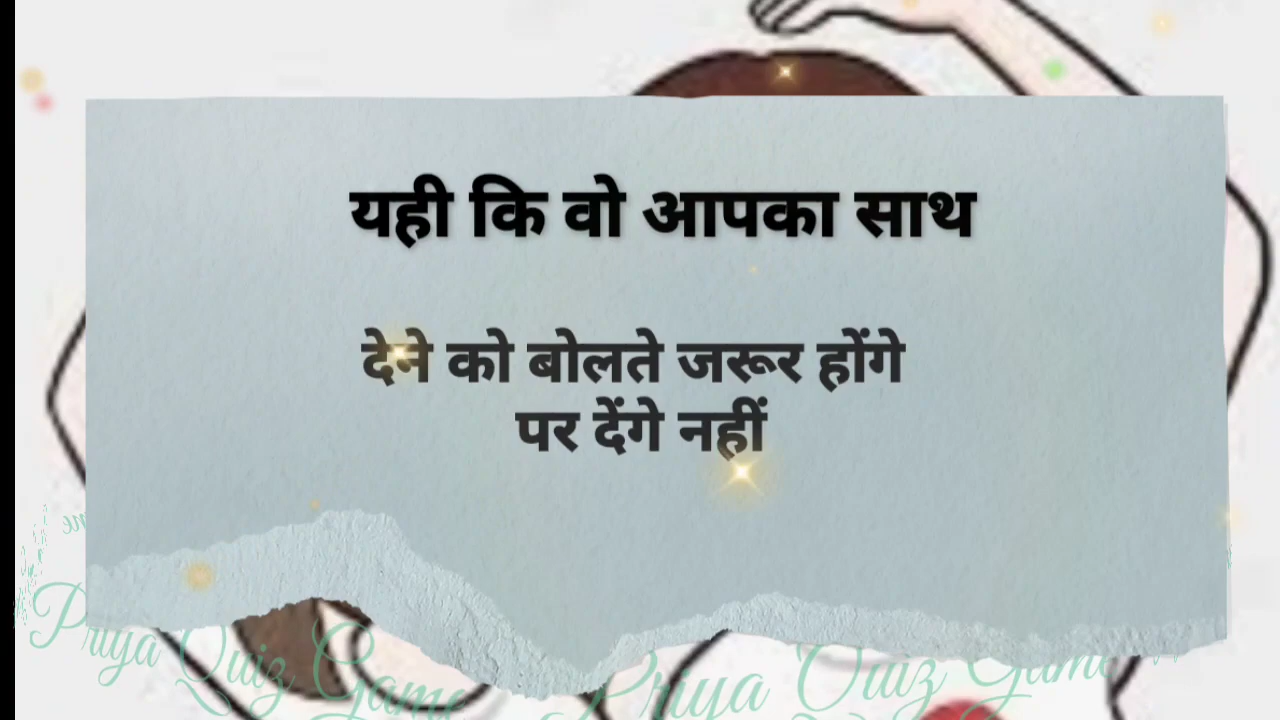 यही कि वो आपका साथ
देने को बोलते जरूर होंगे
पर देंगे नहीं
Priya Quiz Game
Priya Quiz Game